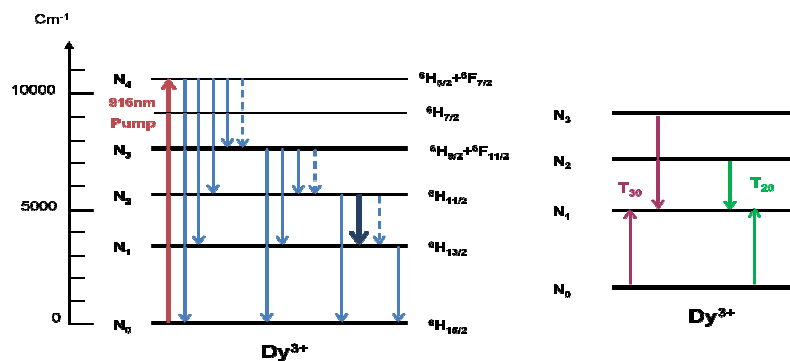 Cm⁻¹
N₄ ⁶H₅/₂+⁶F₇/₂
10000
916nm
Pump
⁶H₇/₂
N₃ ⁶H₉/₂+⁶F₁₁/₂
N₂ ⁶H₁₁/₂
5000
N₁ ⁶H₁₃/₂
0 N₀ ⁶H₁₅/₂
Dy³⁺
N₃
N₂
T₃₀ T₂₀
N₁
N₀
Dy³⁺